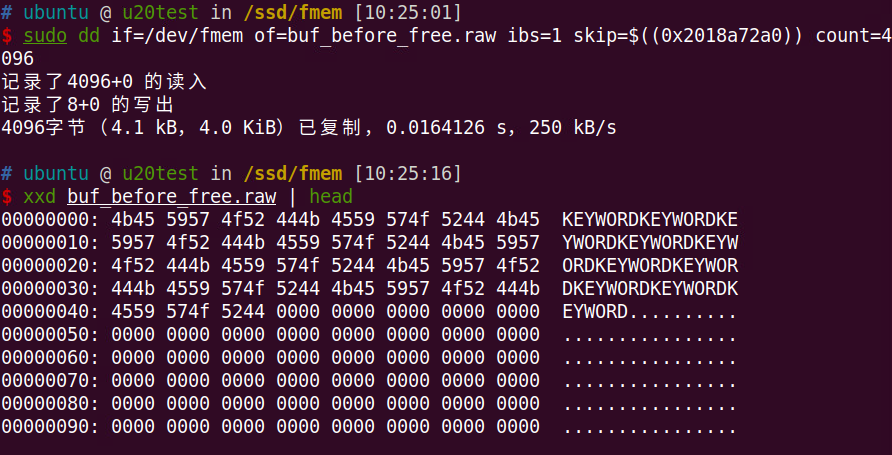 # ubuntu @ u20test in /ssd/fmem [10:25:01]
$ sudo dd if=/dev/fmem of=buf_before_free.raw ibs=1 skip=$((0x2018a72a0)) count=4
096
记录了4096+0 的读入
记录了8+0 的写出
4096字节（4.1 kB，4.0 KiB）已复制，0.0164126 s，250 kB/s
# ubuntu @ u20test in /ssd/fmem [10:25:16]
$ xxd buf_before_free.raw | head
00000000: 4b45 5957 4f52 444b 4559 574f 5244 4b45  KEYWORDKEYWORDKE
00000010: 5957 4f52 444b 4559 574f 5244 4b45 5957  YWORDKEYWORDKEYW
00000020: 4f52 444b 4559 574f 5244 4b45 5957 4f52  ORDKEYWORDKEYWOR
00000030: 444b 4559 574f 5244 4b45 5957 4f52 444b  DKEYWORDKEYWORDK
00000040: 4559 574f 5244 0000 0000 0000 0000 0000  EYWORD..........
00000050: 0000 0000 0000 0000 0000 0000 0000 0000  ................
00000060: 0000 0000 0000 0000 0000 0000 0000 0000  ................
00000070: 0000 0000 0000 0000 0000 0000 0000 0000  ................
00000080: 0000 0000 0000 0000 0000 0000 0000 0000  ................
00000090: 0000 0000 0000 0000 0000 0000 0000 0000  ................